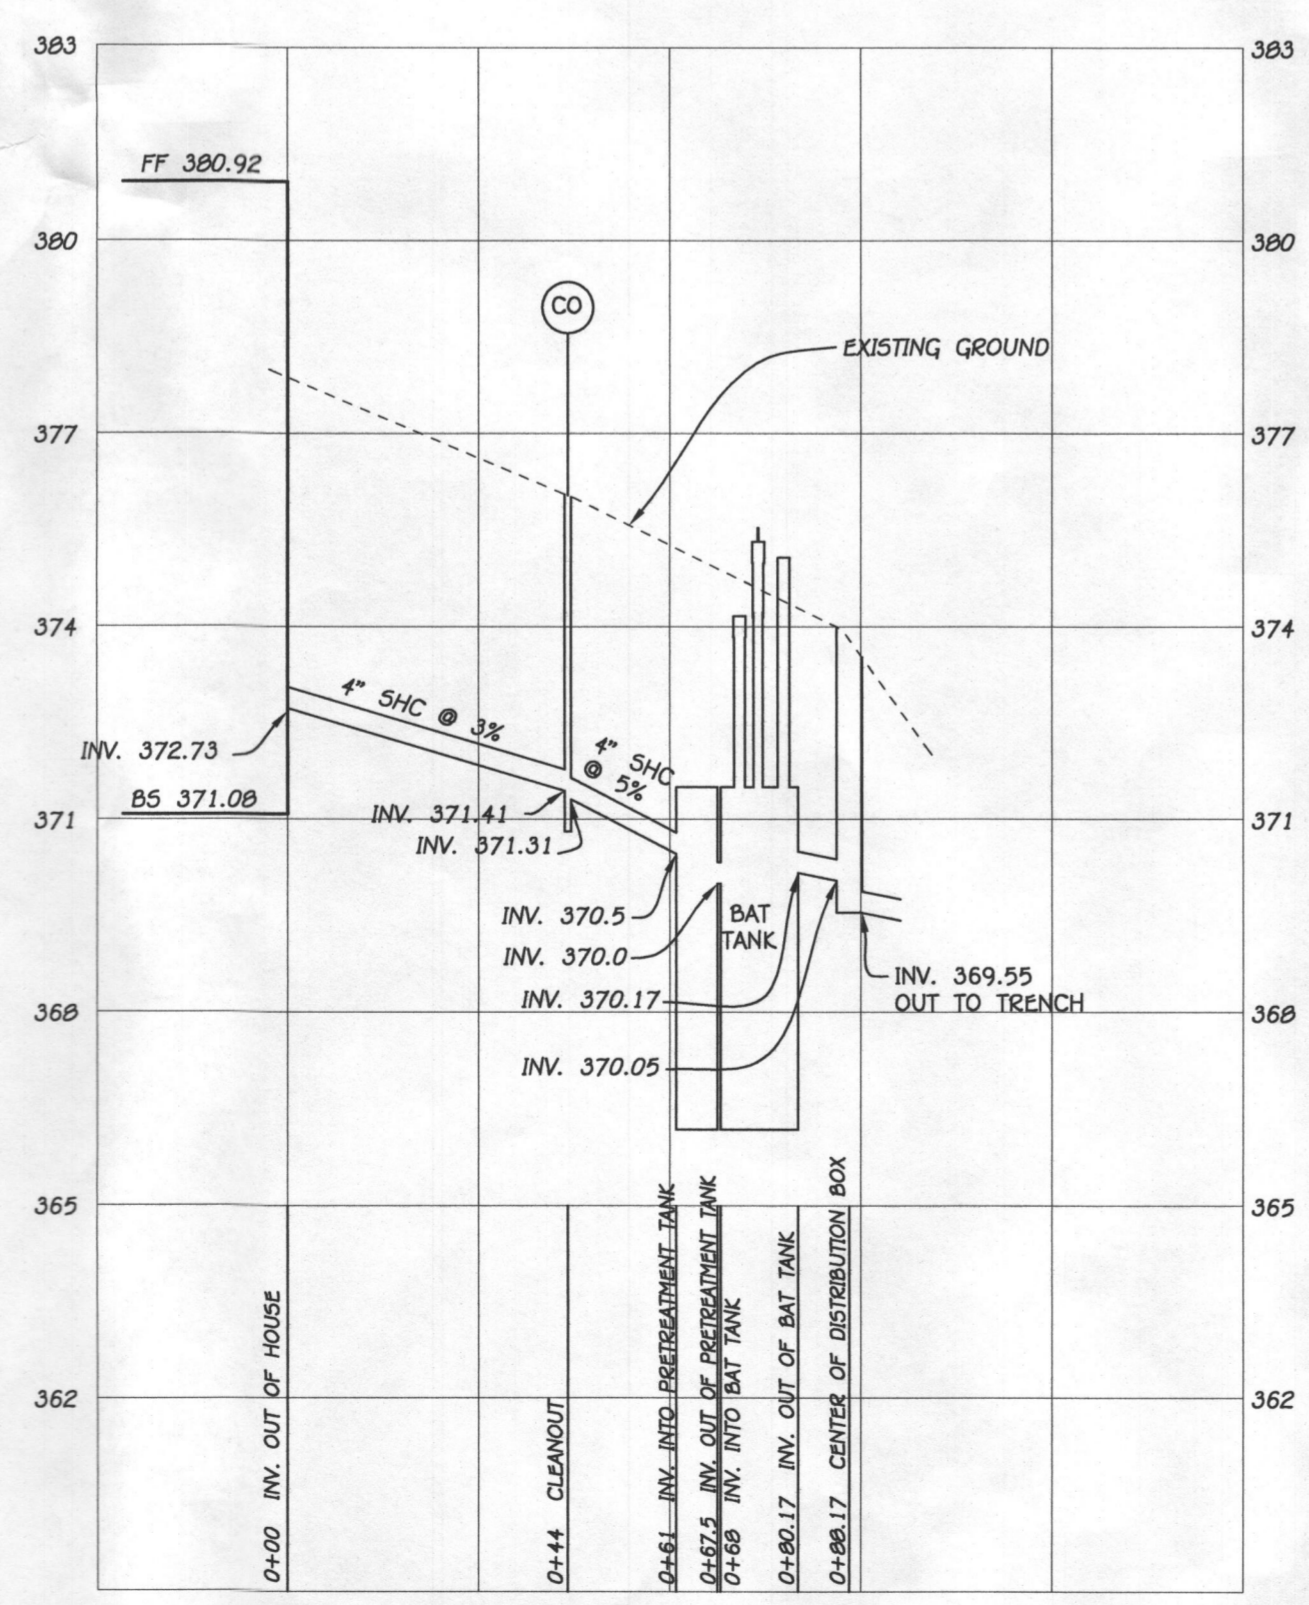 383
383
FF 380.92
380
380
CO
EXISTING GROUND
377
377
374
374
4" SHC @ 3%
4" SHC
@ 5%
INV. 372.73
BS 371.08
371
371
INV. 371.41
INV. 371.31
INV. 370.5
BAT
TANK
INV. 370.0
INV. 369.55
OUT TO TRENCH
INV. 370.17
368
368
INV. 370.05
365
365
362
362
0+00 INV. OUT OF HOUSE
0+44 CLEANOUT
0+61 INV. INTO PRETREATMENT TANK
0+67.5 INV. OUT OF PRETREATMENT TANK
0+68 INV. INTO BAT TANK
0+80.17 INV. OUT OF BAT TANK
0+88.17 CENTER OF DISTRIBUTION BOX